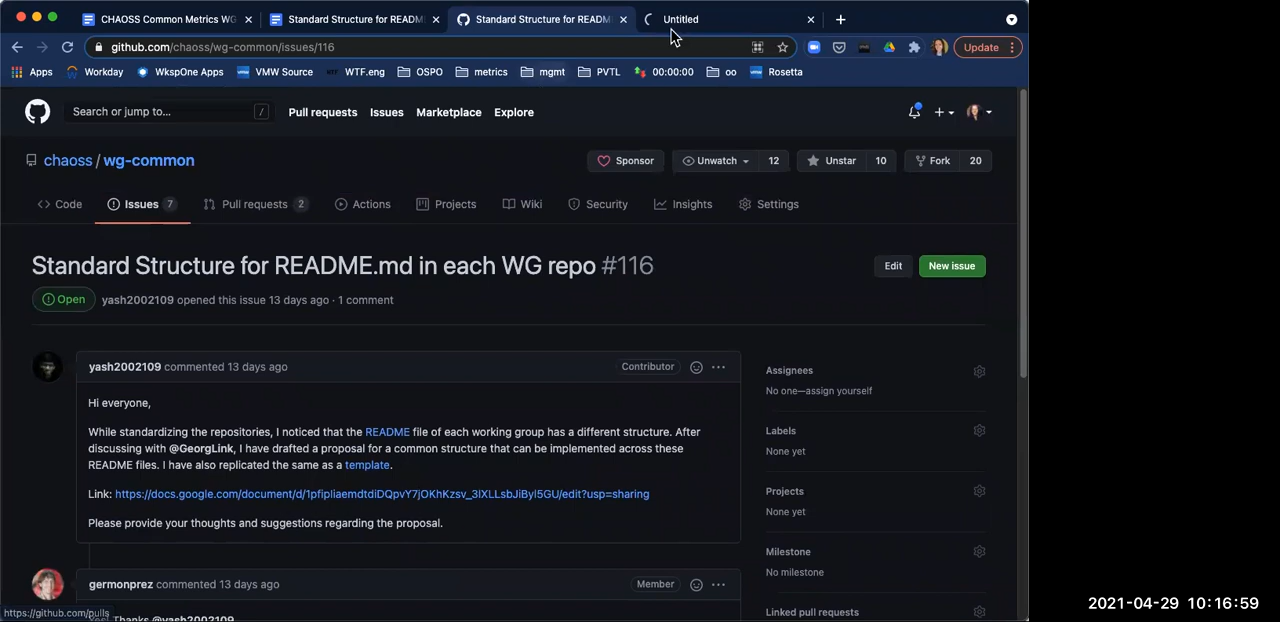 CHAOSS Common Metrics WG
Standard Structure for READM
Standard Structure for READM
Untitled
github.com/chaoss/wg-common/issues/116
Update
Apps
Workday
WkspOne Apps
VMW Source
WTF.eng
OSPO
metrics
mgmt
PVTL
00:00:00
oo
Rosetta
Search or jump to...
/
Pull requests
Issues
Marketplace
Explore
chaoss / wg-common
Sponsor
Unwatch
12
Unstar
10
Fork
20
Code
Issues 7
Pull requests 2
Actions
Projects
Wiki
Security
Insights
Settings
Standard Structure for README.md in each WG repo #116
Edit
New issue
Open
yash2002109 opened this issue 13 days ago · 1 comment
yash2002109 commented 13 days ago
Contributor
Hi everyone,
While standardizing the repositories, I noticed that the README file of each working group has a different structure. After
discussing with @GeorgLink, I have drafted a proposal for a common structure that can be implemented across these
README files. I have also replicated the same as a template.
Link: https://docs.google.com/document/d/1pfipliaemdtdiDQpvY7jOKhKzsv_3lXLLsbJiByl5GU/edit?usp=sharing
Please provide your thoughts and suggestions regarding the proposal.
germonprez commented 13 days ago
Member
Yes! Thanks @yash2002109
Assignees
No one—assign yourself
Labels
None yet
Projects
None yet
Milestone
No milestone
Linked pull requests
https://github.com/pulls
2021-04-29 10:16:59